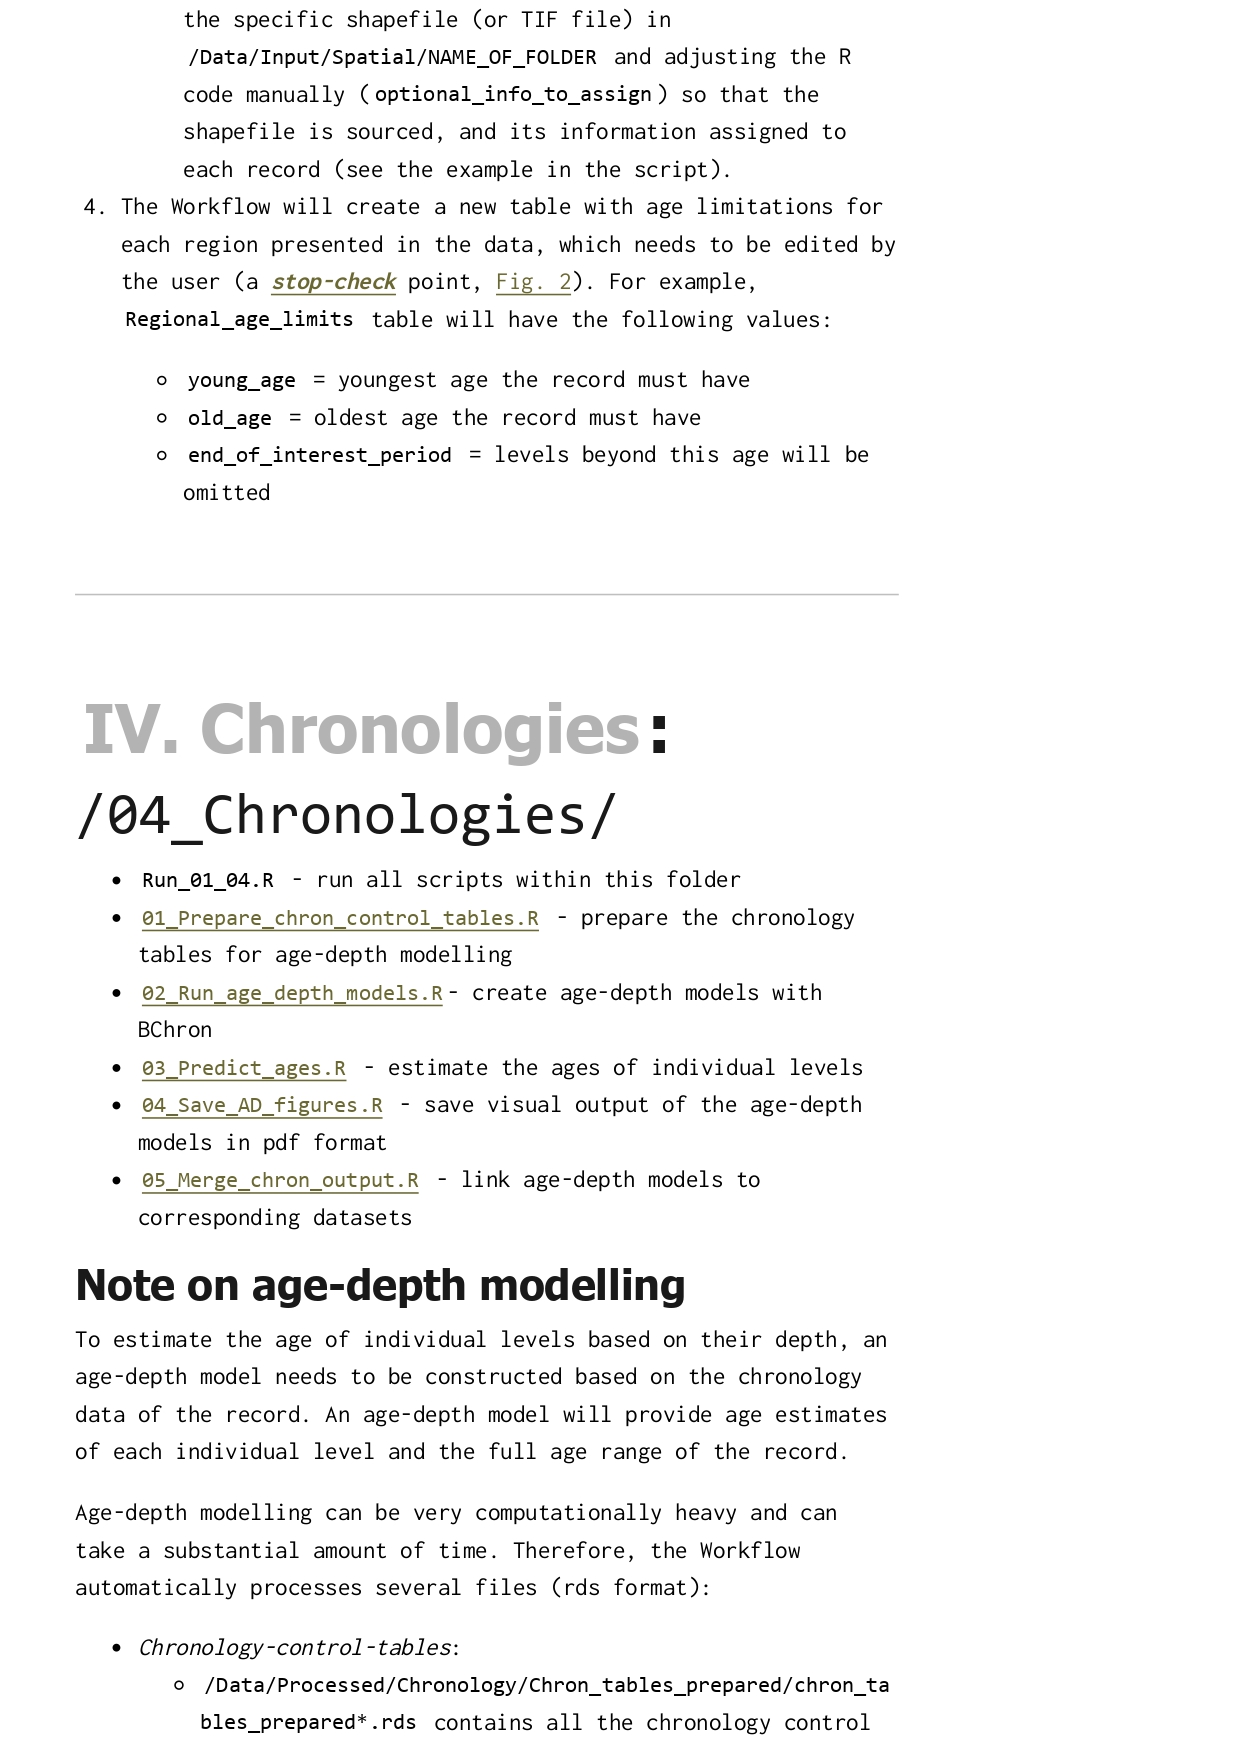 the specific shapefile (or TIF file) in
/Data/Input/Spatial/NAME_OF_FOLDER and adjusting the R
code manually (optional_info_to_assign) so that the
shapefile is sourced, and its information assigned to
each record (see the example in the script).
4. The Workflow will create a new table with age limitations for
each region presented in the data, which needs to be edited by
the user (a stop-check point, Fig. 2). For example,
Regional_age_limits table will have the following values:
young_age = youngest age the record must have
old_age = oldest age the record must have
end_of_interest_period = levels beyond this age will be
omitted
IV. Chronologies:
/04_Chronologies/
Run_01_04.R - run all scripts within this folder
01_Prepare_chron_control_tables.R - prepare the chronology
tables for age-depth modelling
02_Run_age_depth_models.R - create age-depth models with
BChron
03_Predict_ages.R - estimate the ages of individual levels
04_Save_AD_figures.R - save visual output of the age-depth
models in pdf format
05_Merge_chron_output.R - link age-depth models to
corresponding datasets
Note on age-depth modelling
To estimate the age of individual levels based on their depth, an
age-depth model needs to be constructed based on the chronology
data of the record. An age-depth model will provide age estimates
of each individual level and the full age range of the record.
Age-depth modelling can be very computationally heavy and can
take a substantial amount of time. Therefore, the Workflow
automatically processes several files (rds format):
Chronology-control-tables:
/Data/Processed/Chronology/Chron_tables_prepared/chron_ta
bles_prepared*.rds contains all the chronology control